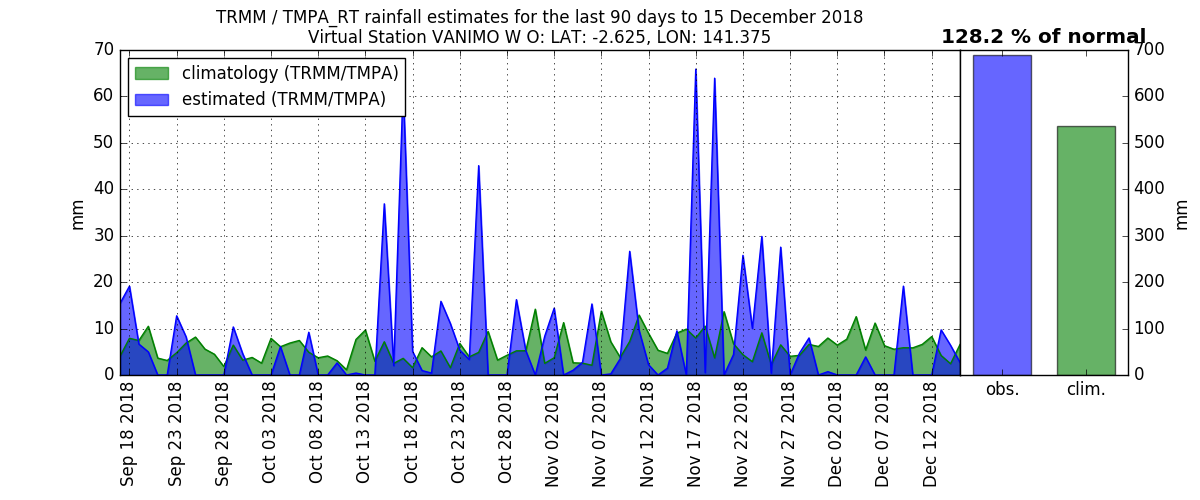 TRMM / TMPA_RT rainfall estimates for the last 90 days to 15 December 2018
Virtual Station VANIMO W O: LAT: -2.625, LON: 141.375
128.2 % of normal
climatology (TRMM/TMPA)
estimated (TRMM/TMPA)
70
60
50
40
30
20
10
0
mm
Sep 18 2018
Sep 23 2018
Sep 28 2018
Oct 03 2018
Oct 08 2018
Oct 13 2018
Oct 18 2018
Oct 23 2018
Oct 28 2018
Nov 02 2018
Nov 07 2018
Nov 12 2018
Nov 17 2018
Nov 22 2018
Nov 27 2018
Dec 02 2018
Dec 07 2018
Dec 12 2018
obs.
clim.
700
600
500
400
300
200
100
0
mm